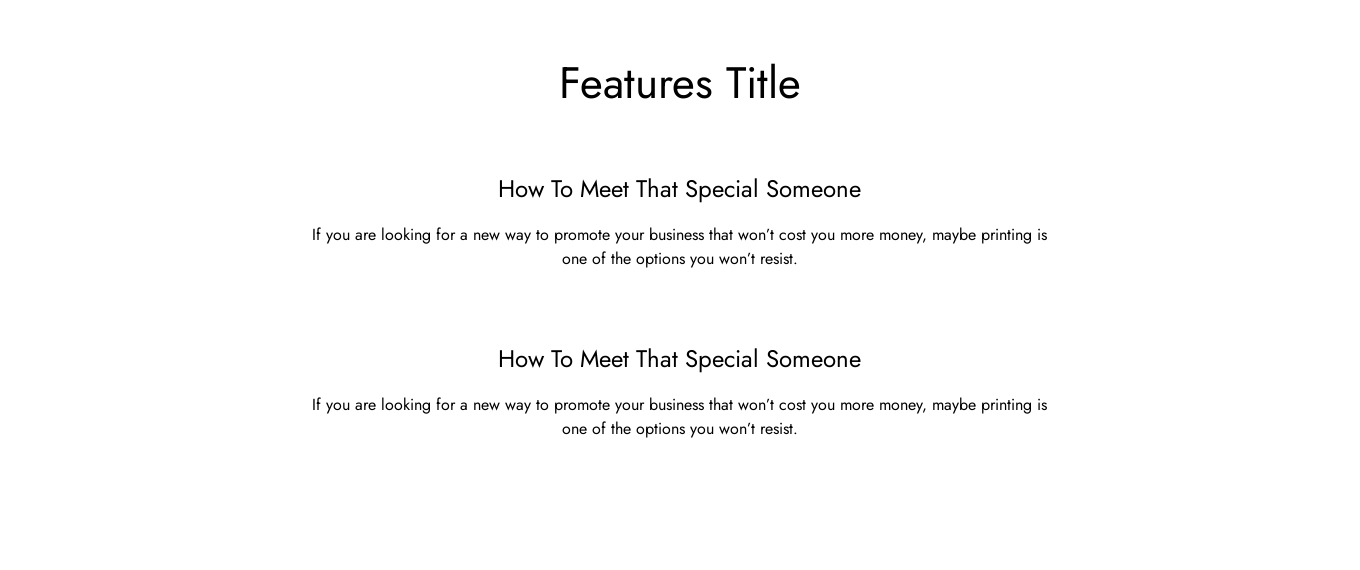 Features Title
How To Meet That Special Someone
If you are looking for a new way to promote your business that won’t cost you more money, maybe printing is
one of the options you won’t resist.
How To Meet That Special Someone
If you are looking for a new way to promote your business that won’t cost you more money, maybe printing is
one of the options you won’t resist.